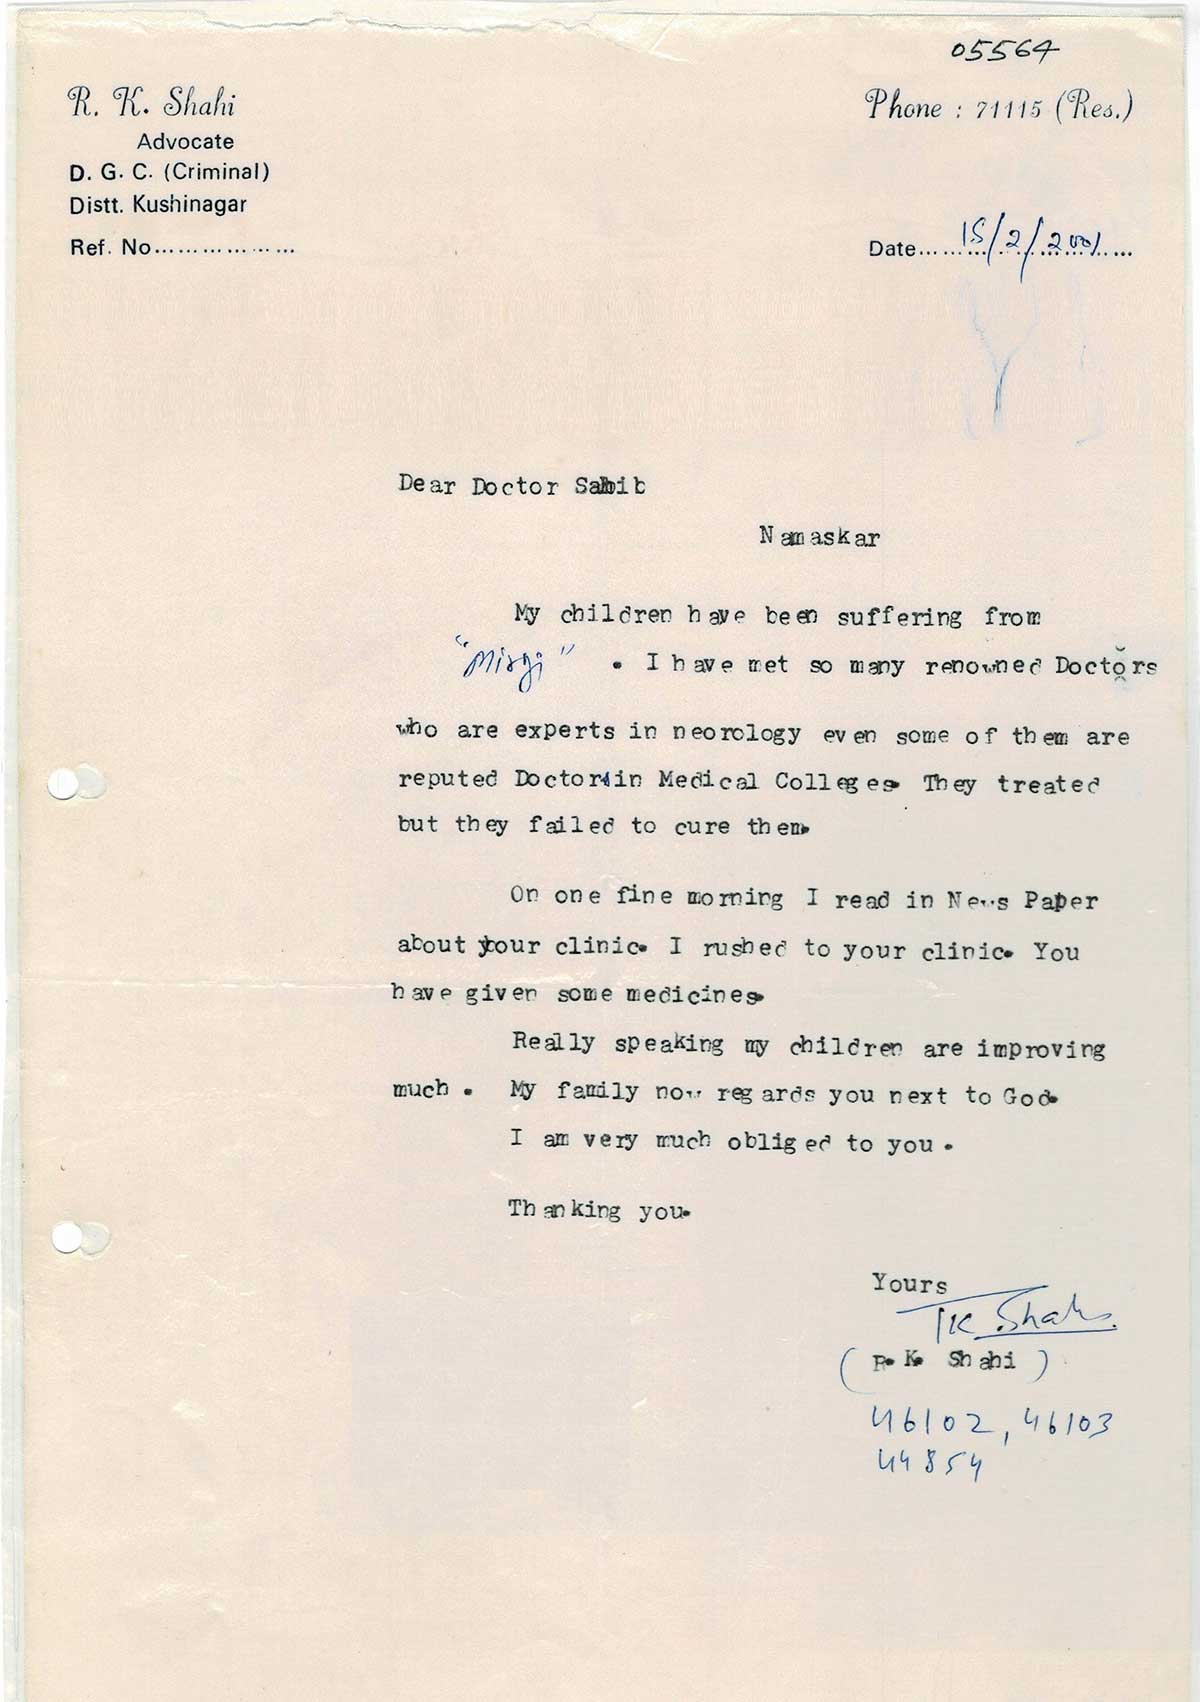 05564
R. K. Shahi
Phone : 71115 (Res.)
Advocate
D. G. C. (Criminal)
Distt. Kushinagar
Ref. No..................
Date...15/2/2001...
Dear Doctor Sahib
Namaskar
My children have been suffering from
"Mirgi" . I have met so many renowned Doctors
who are experts in neorology even some of them are
reputed Doctors in Medical Colleges. They treated
but they failed to cure them.
On one fine morning I read in News Paper
about your clinic. I rushed to your clinic. You
have given some medicines.
Really speaking my children are improving
much . My family now regards you next to God.
I am very much obliged to you .
Thanking you.
Yours
RK Shahi
( R. K. Shahi )
46102, 46103
44854